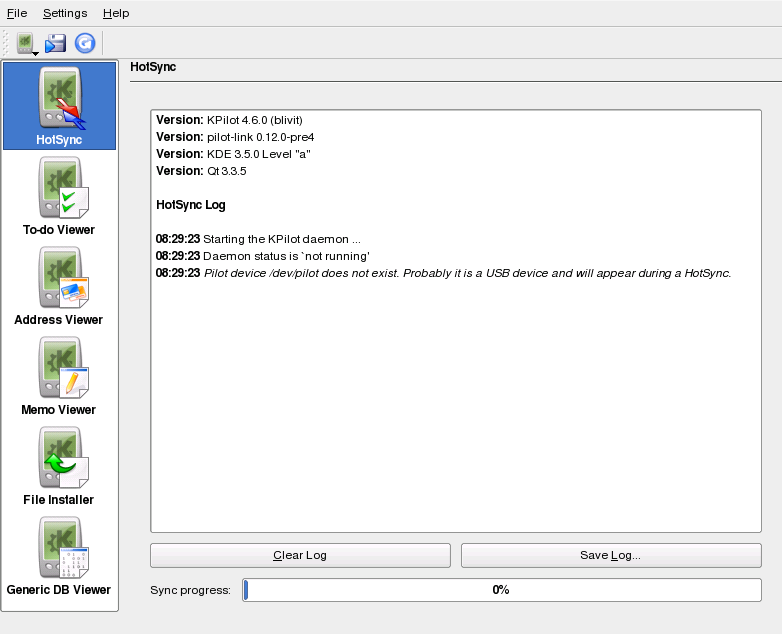 File Settings Help
HotSync
HotSync
To-do Viewer
Address Viewer
Memo Viewer
File Installer
Generic DB Viewer
Version: KPilot 4.6.0 (blivit)
Version: pilot-link 0.12.0-pre4
Version: KDE 3.5.0 Level "a"
Version: Qt 3.3.5
HotSync Log
08:29:23 Starting the KPilot daemon ...
08:29:23 Daemon status is `not running'
08:29:23 Pilot device /dev/pilot does not exist. Probably it is a USB device and will appear during a HotSync.
Clear Log Save Log...
Sync progress: 0%